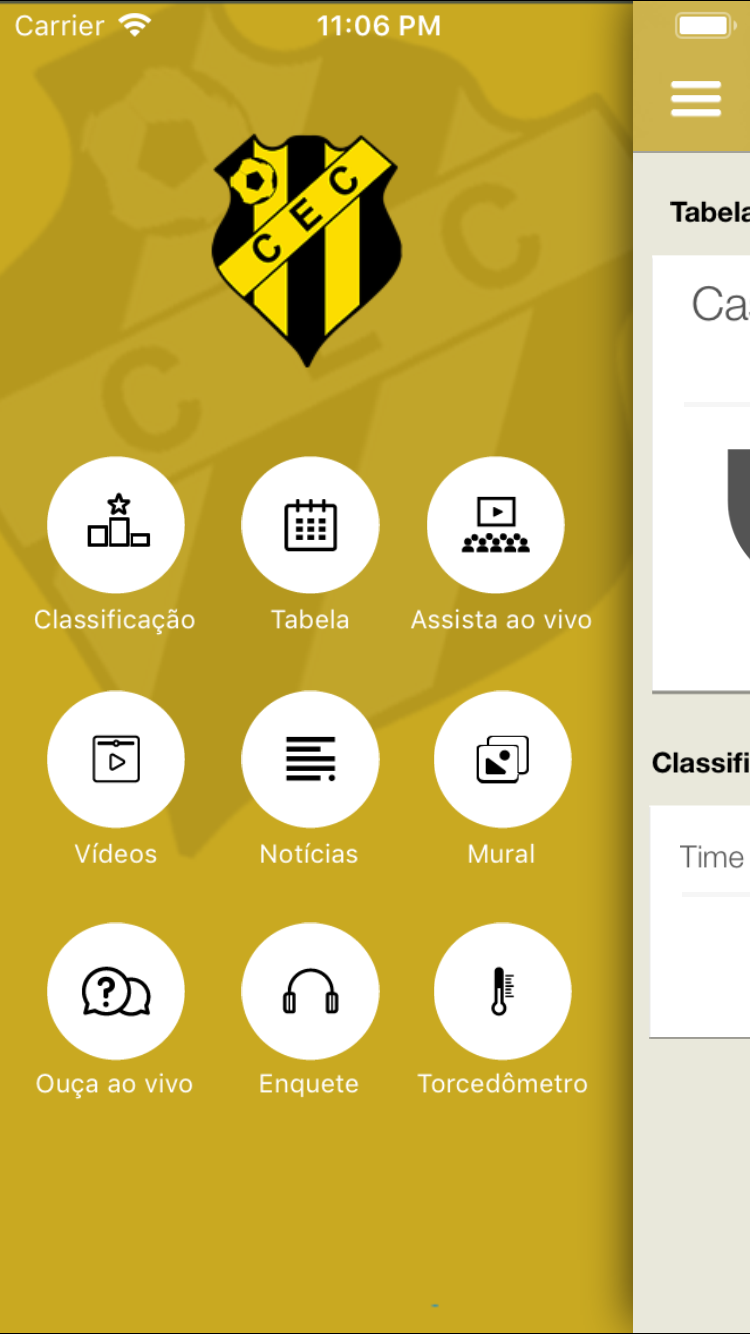 Carrier 11:06 PM
CEC
Tabela
Ca
Classificação Tabela Assista ao vivo
Classifi
Vídeos Notícias Mural
Time
Ouça ao vivo Enquete Torcedômetro